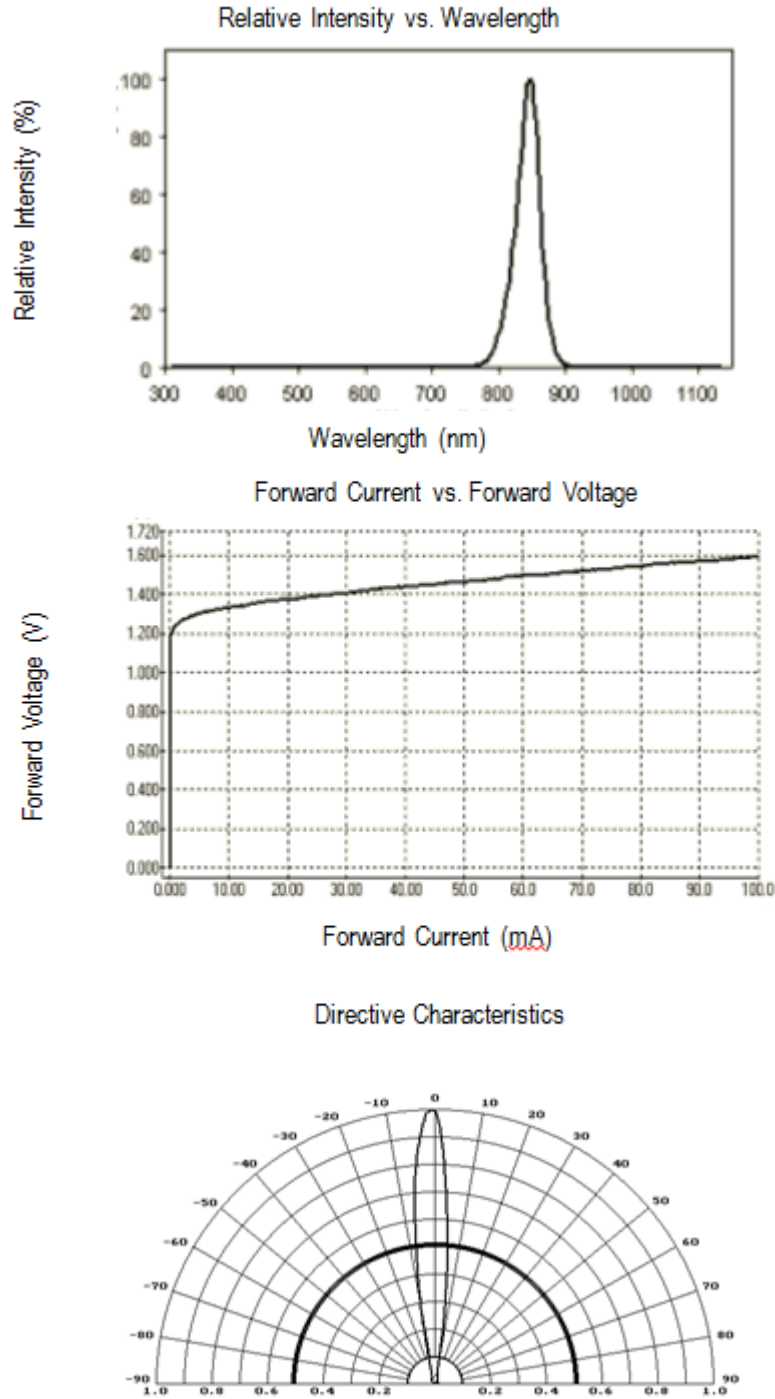 Relative Intensity vs. Wavelength
Relative Intensity (%)
100
80
60
40
20
0
300 400 500 600 700 800 900 1000 1100
Wavelength (nm)
Forward Current vs. Forward Voltage
Forward Voltage (V)
1.720
1.600
1.400
1.200
1.000
0.800
0.600
0.400
0.200
0.000
0.000 10.00 20.00 30.00 40.00 50.0 60.0 70.0 80.0 90.0 100.0
Forward Current (mA)
Directive Characteristics
-10 0 10
-20 20
-30 30
-40 40
-50 50
-60 60
-70 70
-80 80
-90 90
1.0 0.8 0.6 0.4 0.2 0.2 0.4 0.6 0.8 1.0